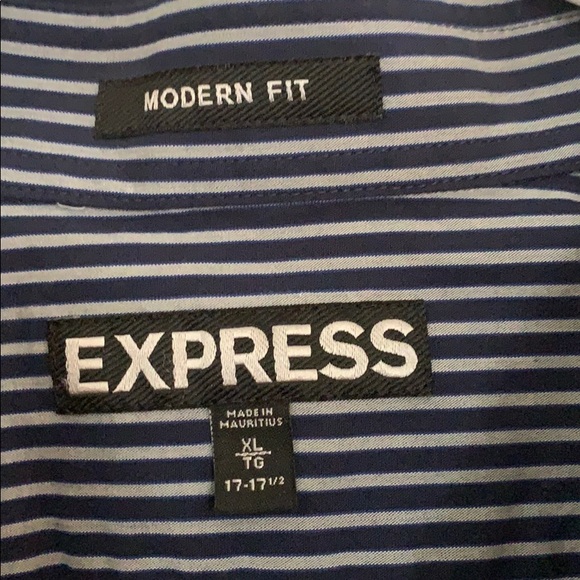 MODERN FIT
EXPRESS
MADE IN
MAURITIUS
XL
TG
17-17 1/2